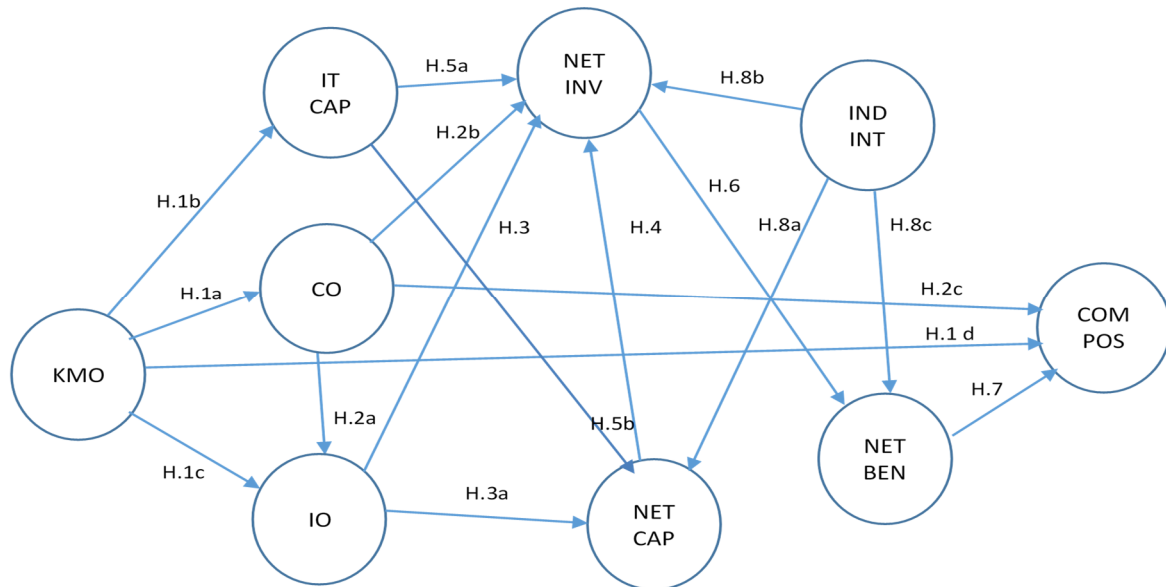 IT
CAP
H.5a
NET
INV
H.8b
IND
INT
H.2b
H.1b
H.6
H.3
H.4
H.8a
H.8c
H.1a
CO
H.2c
COM
POS
H.1 d
KMO
H.2a
H.5b
H.7
H.1c
NET
BEN
H.3a
IO
NET
CAP